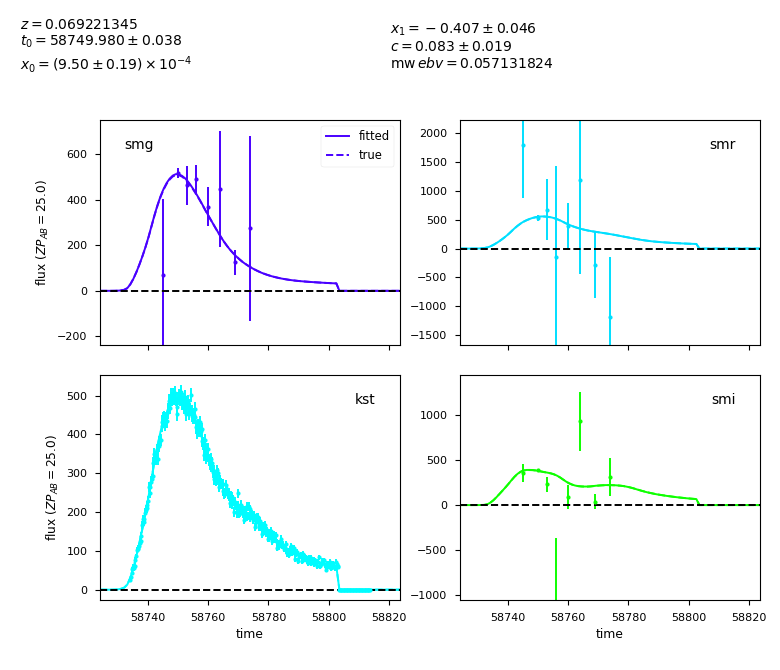 z = 0.069221345
t₀ = 58749.980 ± 0.038
x₀ = (9.50 ± 0.19) × 10⁻⁴
x₁ = −0.407 ± 0.046
c = 0.083 ± 0.019
mw ebv = 0.057131824
smg
fitted
true
600
400
200
0
−200
flux (ZP_AB = 25.0)
smr
2000
1500
1000
500
0
−500
−1000
−1500
kst
500
400
300
200
100
0
flux (ZP_AB = 25.0)
58740 58760 58780 58800 58820
time
smi
1000
500
0
−500
−1000
58740 58760 58780 58800 58820
time